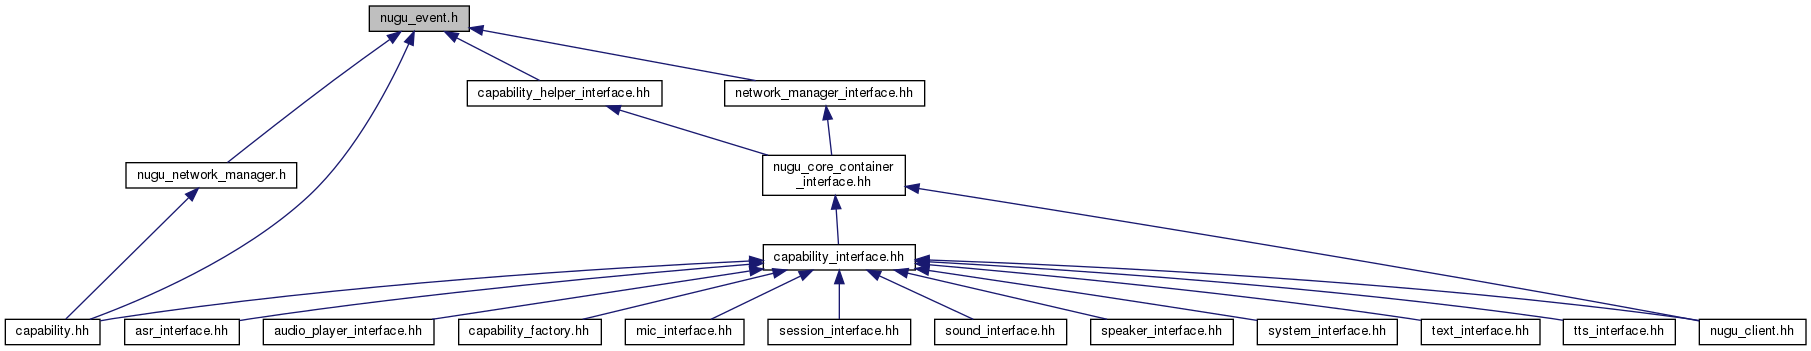 nugu_event.h
capability_helper_interface.hh
network_manager_interface.hh
nugu_network_manager.h
nugu_core_container
_interface.hh
capability_interface.hh
capability.hh
asr_interface.hh
audio_player_interface.hh
capability_factory.hh
mic_interface.hh
session_interface.hh
sound_interface.hh
speaker_interface.hh
system_interface.hh
text_interface.hh
tts_interface.hh
nugu_client.hh